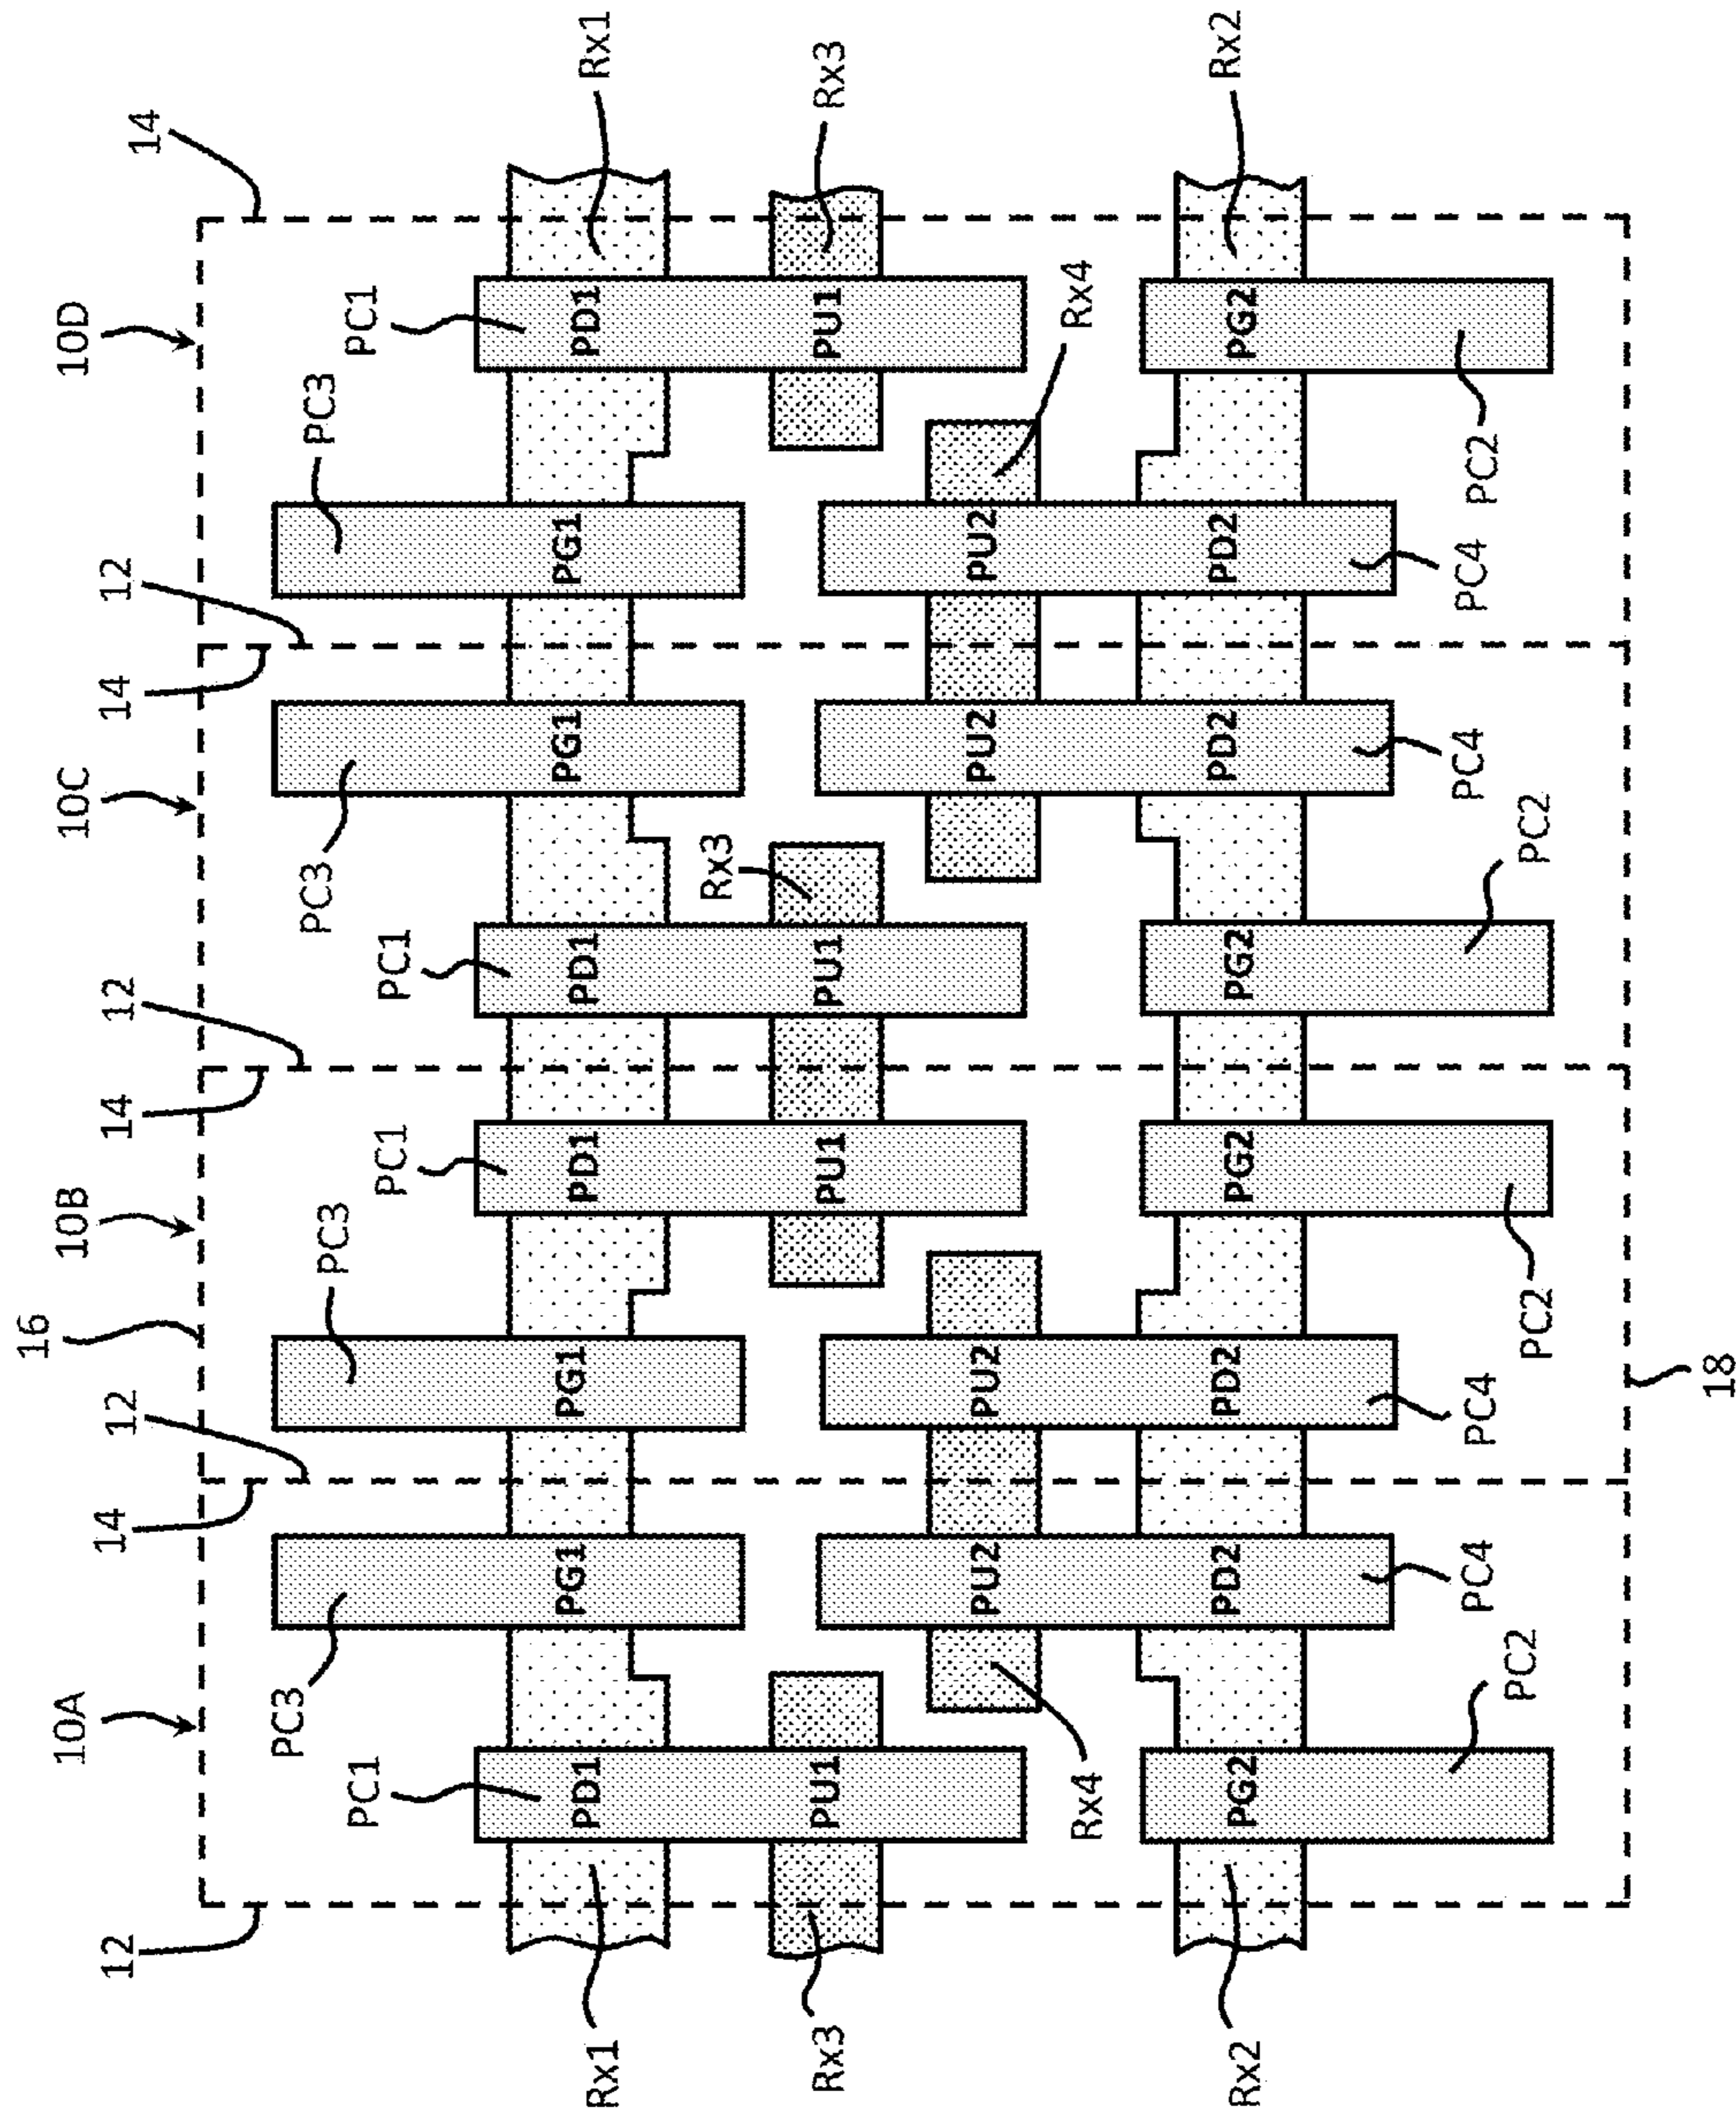 16
10A
10B
10C
10D
12
14
12
14
12
14
12
14
PC3
PC3
PC3
PC3
PC1
PC1
PC1
PC1
Rx1
PD1
PG1
PG1
PD1
PD1
PG1
PG1
PD1
Rx1
Rx3
Rx3
PU1
PU1
PU1
PU1
Rx3
PU2
PU2
PU2
PU2
Rx4
Rx4
Rx2
PG2
PD2
PD2
PG2
PG2
PD2
PD2
PG2
Rx2
PC2
PC4
PC4
PC2
PC2
PC4
PC4
PC2
18